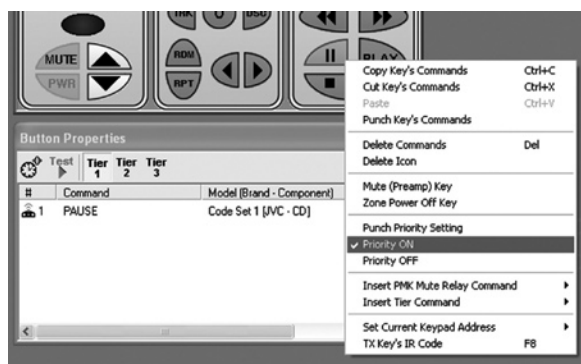 TRK
DSC
MUTE
PWR
RDM
RPT
PLAY
Button Properties
Test
Tier 1
Tier 2
Tier 3
# Command Model (Brand - Component)
1 PAUSE Code Set 1 (JVC - CD)
Copy Key's Commands Ctrl+C
Cut Key's Commands Ctrl+X
Paste Ctrl+V
Punch Key's Commands
Delete Commands Del
Delete Icon
Mute (Preamp) Key
Zone Power Off Key
Punch Priority Setting
Priority ON
Priority OFF
Insert PMK Mute Relay Command
Insert Tier Command
Set Current Keypad Address
TX Key's IR Code F8